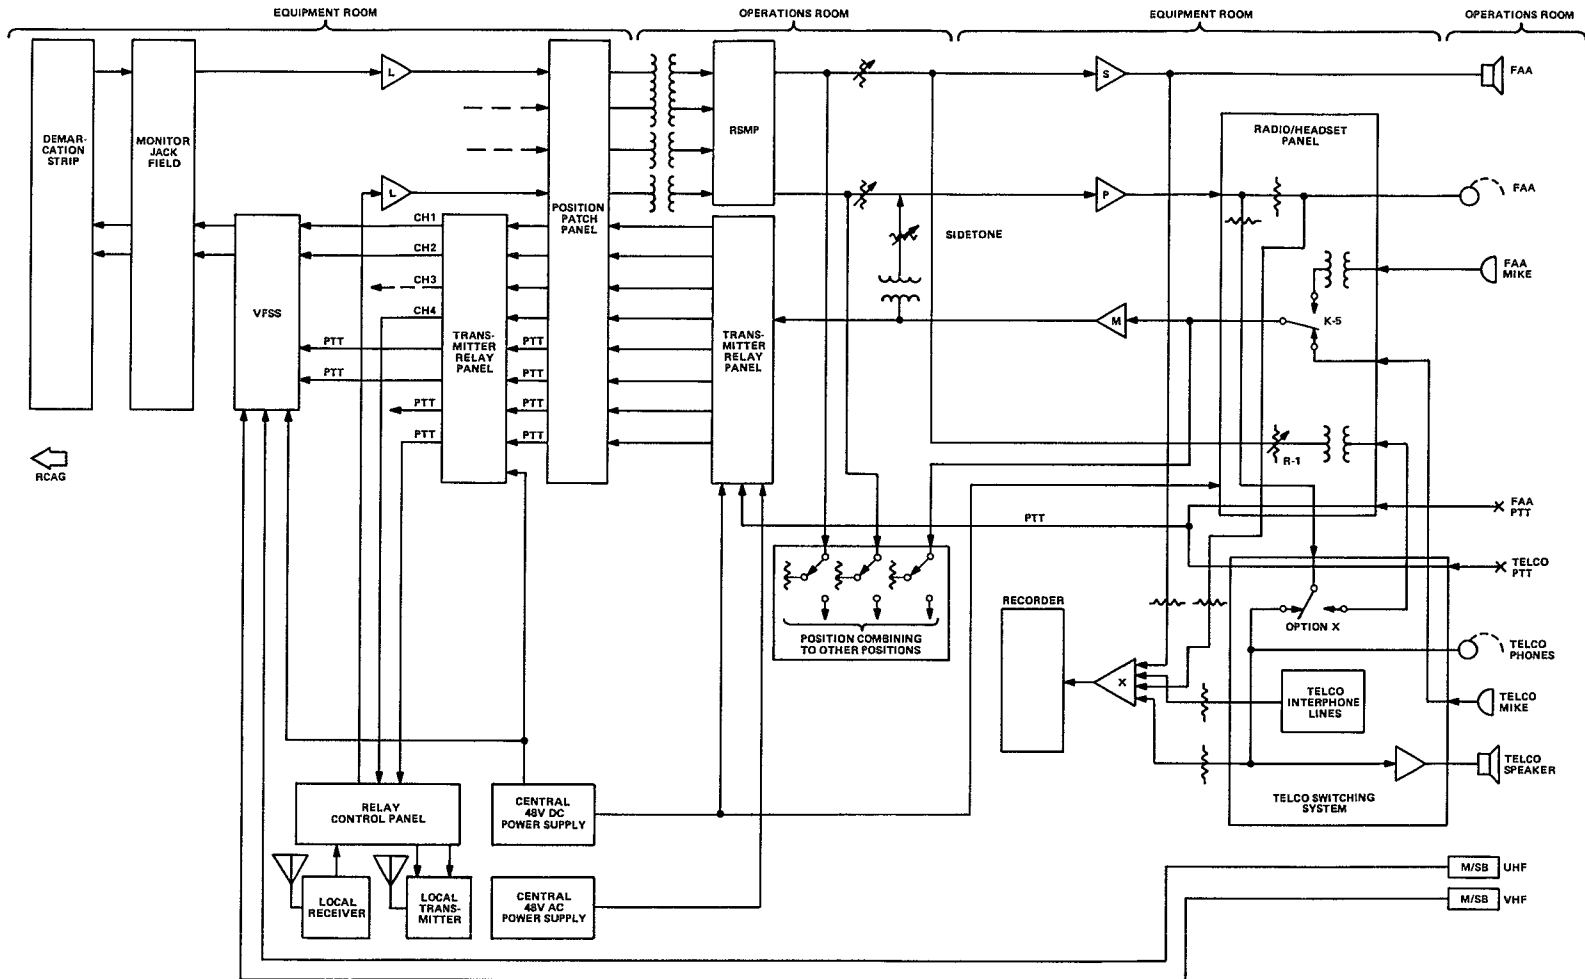 EQUIPMENT ROOM
OPERATIONS ROOM
EQUIPMENT ROOM
OPERATIONS ROOM
DEMAR-
CATION
STRIP
MONITOR
JACK
FIELD
L
L
POSITION
PATCH
PANEL
RSMP
S
FAA
RADIO/HEADSET
PANEL
P
FAA
SIDETONE
FAA
MIKE
K-5
M
VFSS
CH1
CH2
CH3
CH4
PTT
PTT
PTT
PTT
TRANS-
MITTER
RELAY
PANEL
PTT
PTT
PTT
PTT
TRANS-
MITTER
RELAY
PANEL
R-1
RCAG
PTT
FAA
PTT
TELCO
PTT
RECORDER
POSITION COMBINING
TO OTHER POSITIONS
OPTION X
TELCO
PHONES
X
TELCO
INTERPHONE
LINES
TELCO
MIKE
TELCO
SPEAKER
TELCO SWITCHING
SYSTEM
RELAY
CONTROL PANEL
CENTRAL
48V DC
POWER SUPPLY
LOCAL
RECEIVER
LOCAL
TRANS-
MITTER
CENTRAL
48V AC
POWER SUPPLY
M/SB UHF
M/SB VHF